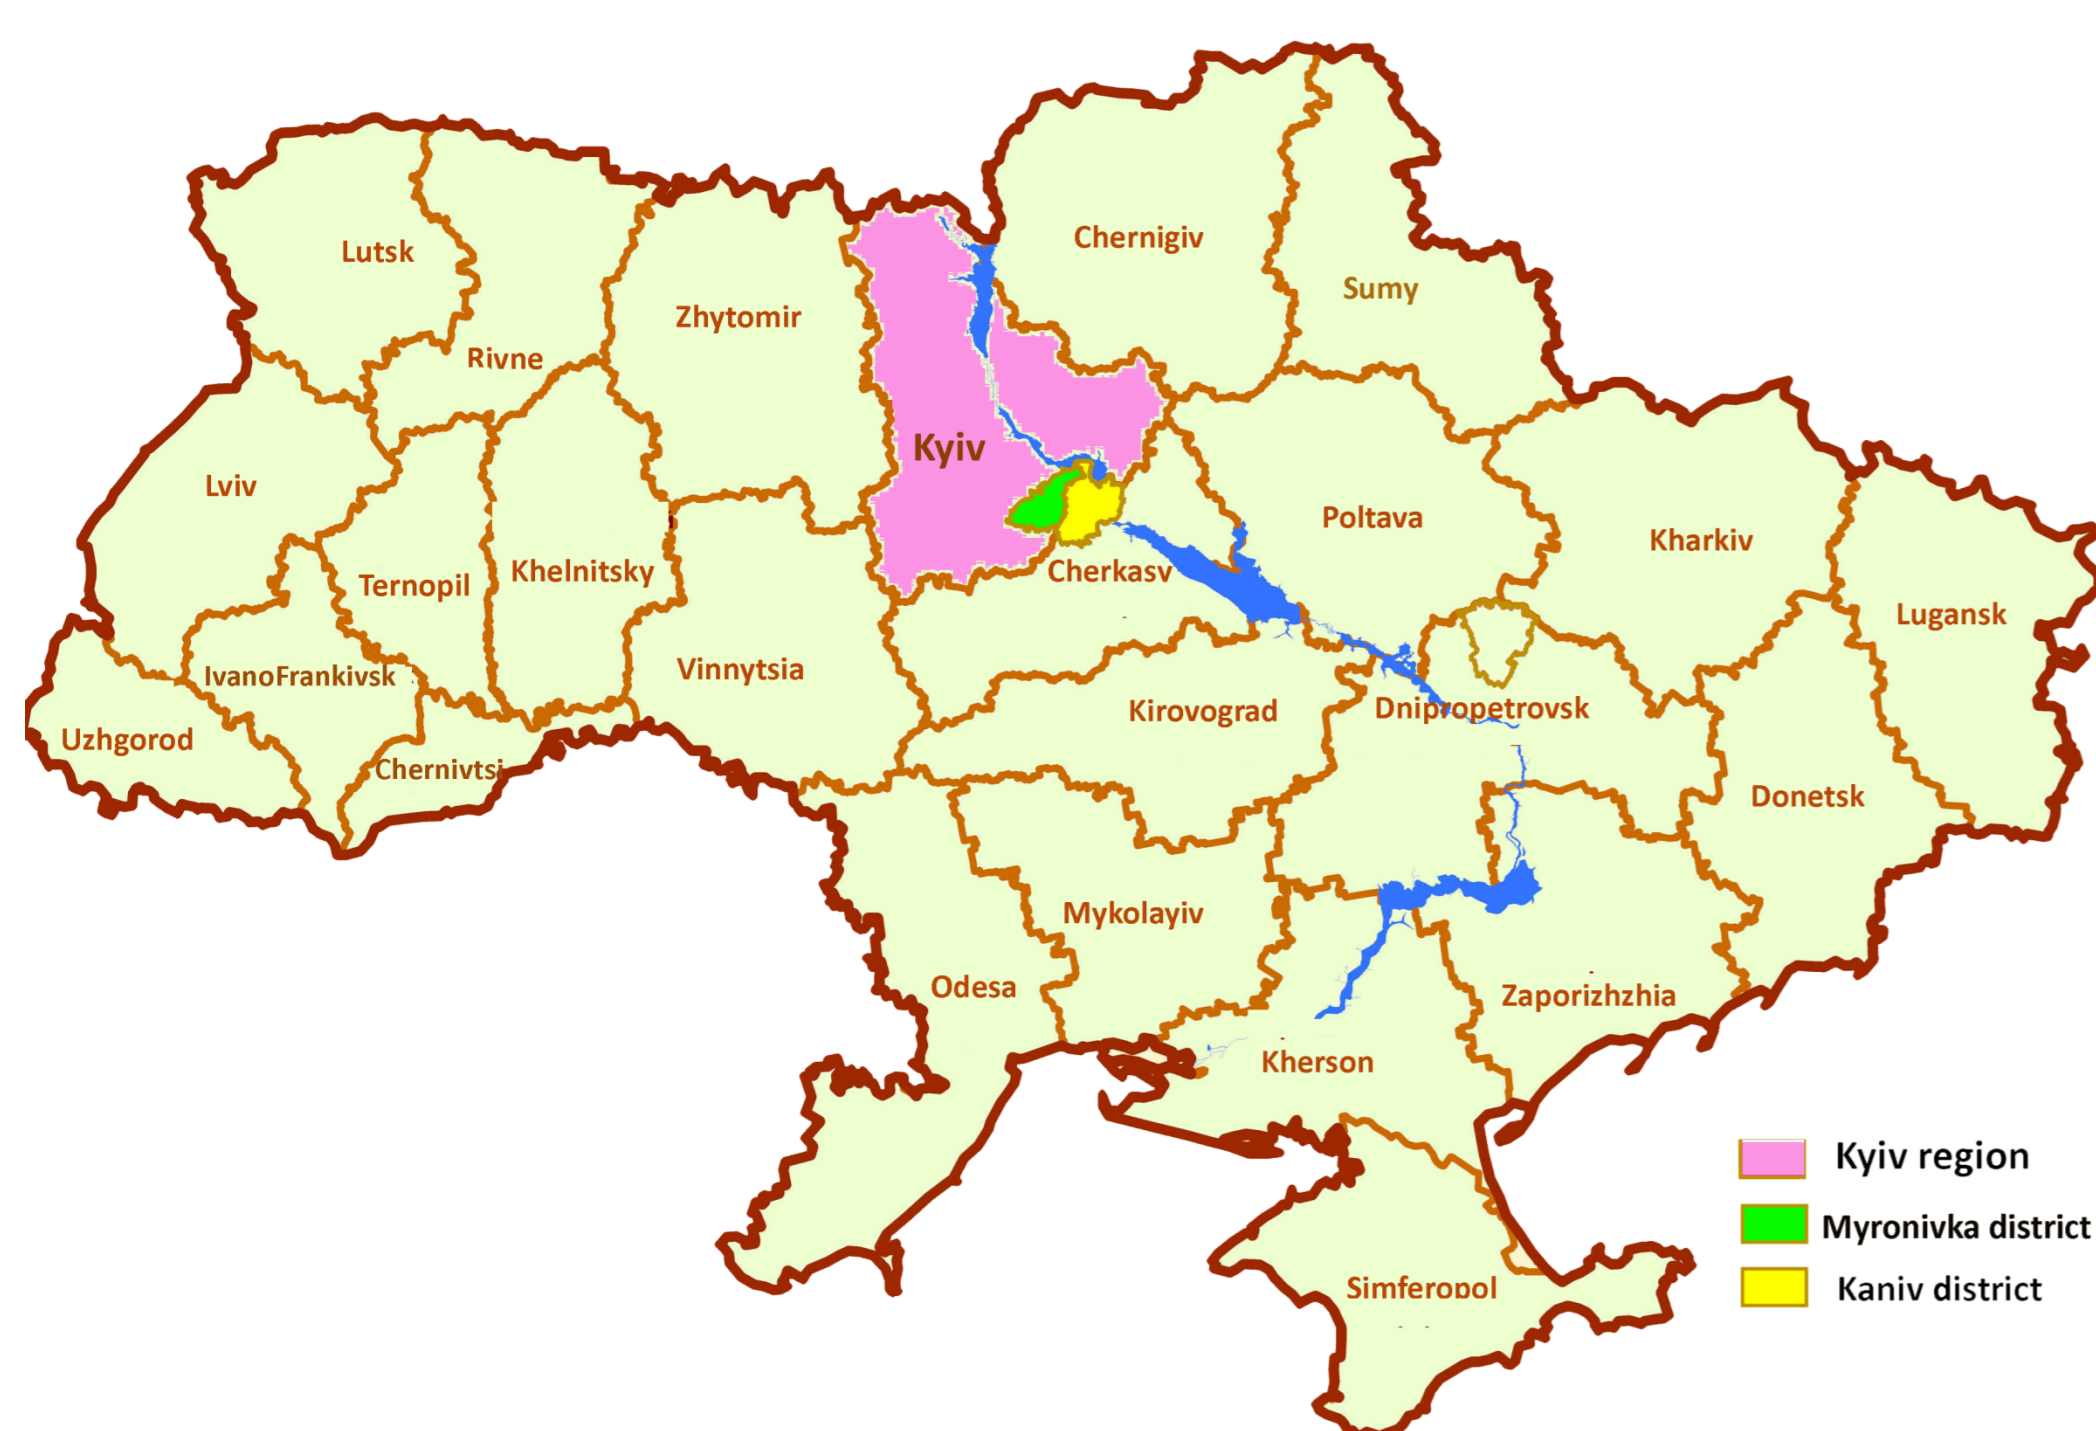 Chernigiv
Lutsk
Sumy
Zhytomir
Rivne
Kyiv
Lviv
Poltava
Kharkiv
Khelnitsky
Cherkasv
Ternopil
Lugansk
Vinnytsia
IvanoFrankivsk
Kirovograd
Dnipropetrovsk
Uzhgorod
Chernivtsi
Donetsk
Mykolayiv
Odesa
Zaporizhzhia
Kherson
Simferopol
Kyiv region
Myronivka district
Kaniv district